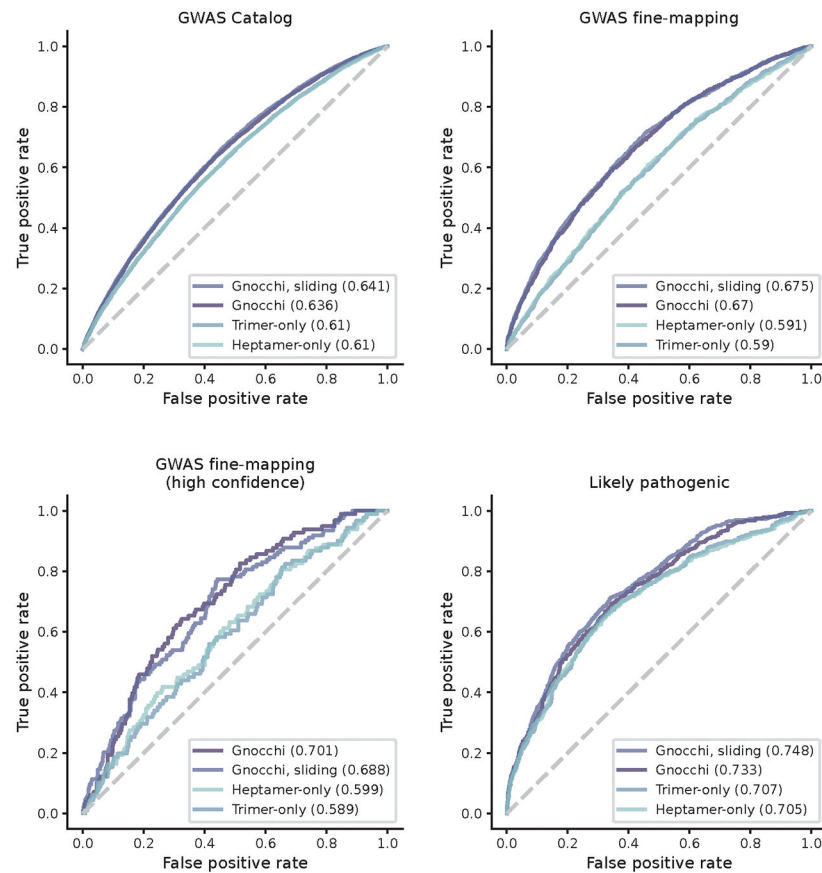 GWAS Catalog
True positive rate
1.0
0.8
0.6
0.4
0.2
0.0
Gnocchi, sliding (0.641)
Gnocchi (0.636)
Trimer-only (0.61)
Heptamer-only (0.61)
0.0 0.2 0.4 0.6 0.8 1.0
False positive rate
GWAS fine-mapping
True positive rate
1.0
0.8
0.6
0.4
0.2
0.0
Gnocchi, sliding (0.675)
Gnocchi (0.67)
Heptamer-only (0.591)
Trimer-only (0.59)
0.0 0.2 0.4 0.6 0.8 1.0
False positive rate
GWAS fine-mapping
(high confidence)
True positive rate
1.0
0.8
0.6
0.4
0.2
0.0
Gnocchi (0.701)
Gnocchi, sliding (0.688)
Heptamer-only (0.599)
Trimer-only (0.589)
0.0 0.2 0.4 0.6 0.8 1.0
False positive rate
Likely pathogenic
True positive rate
1.0
0.8
0.6
0.4
0.2
0.0
Gnocchi, sliding (0.748)
Gnocchi (0.733)
Trimer-only (0.707)
Heptamer-only (0.705)
0.0 0.2 0.4 0.6 0.8 1.0
False positive rate